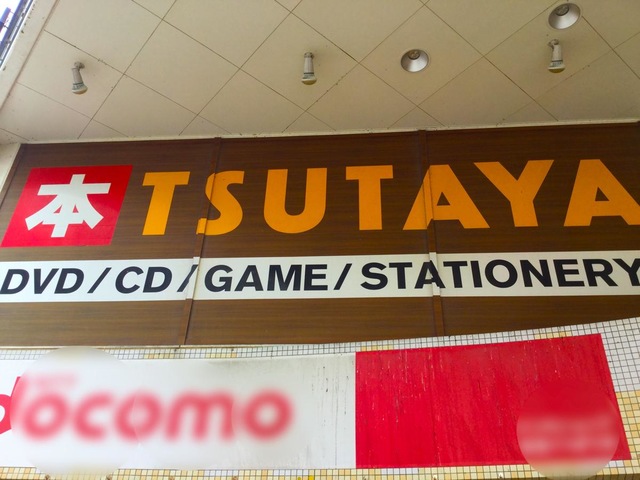 本 TSUTAYA
DVD/CD/GAME/STATIONERY
docomo